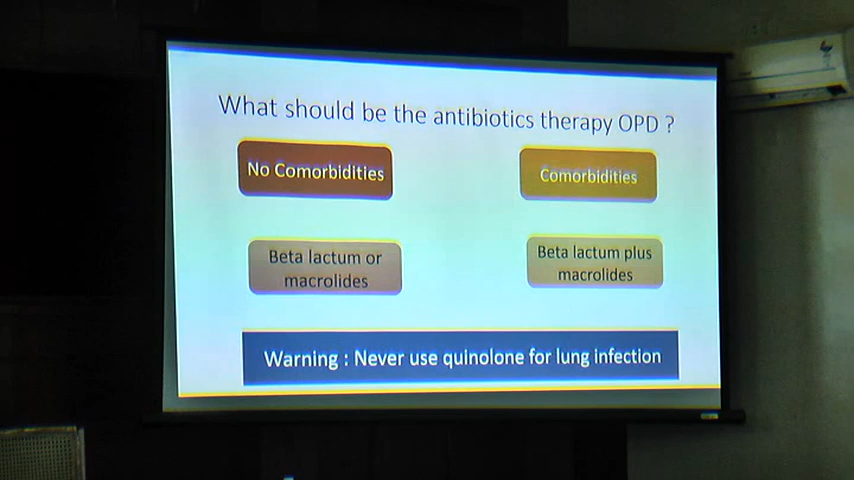 What should be the antibiotics therapy OPD ?
No Comorbidities
Comorbidities
Beta lactum or
macrolides
Beta lactum plus
macrolides
Warning : Never use quinolone for lung infection